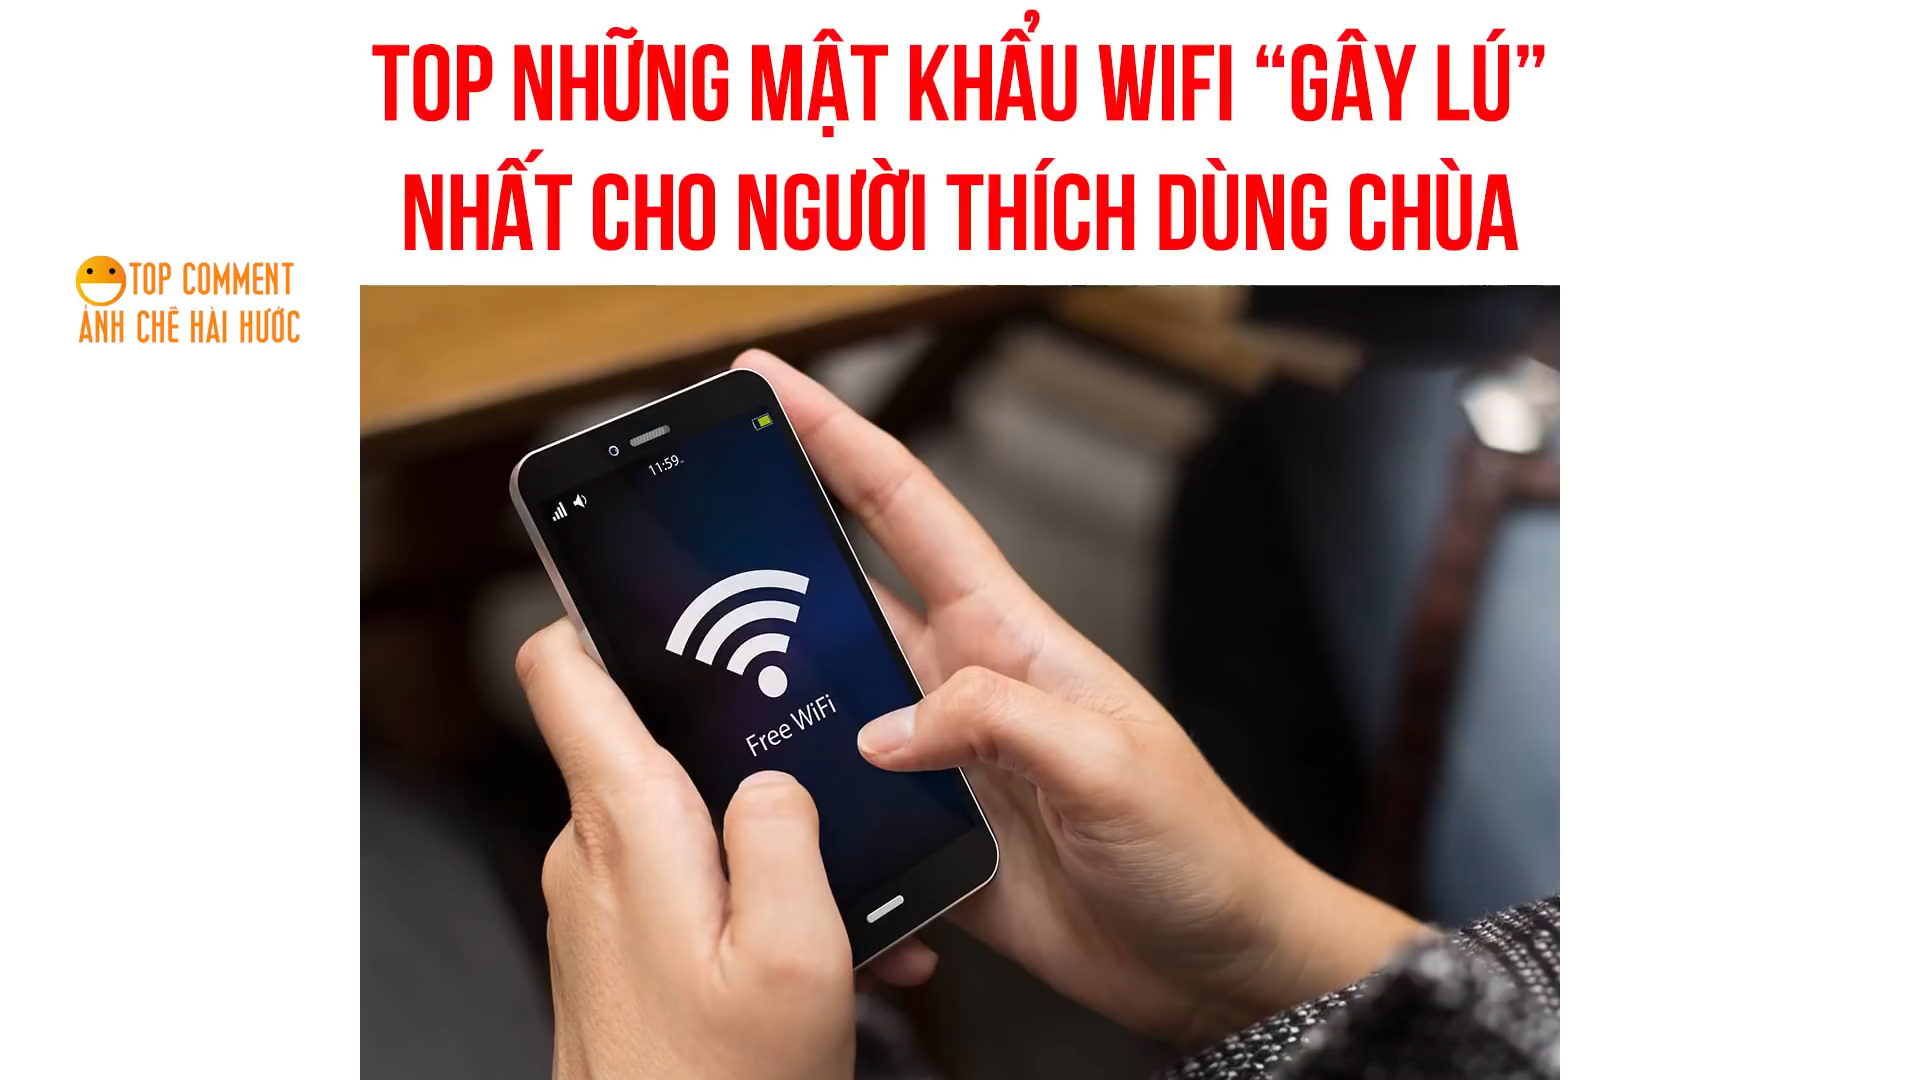 TOP NHỮNG MẬT KHẨU WIFI “GÂY LÚ”
NHẤT CHO NGƯỜI THÍCH DÙNG CHÙA
TOP COMMENT
ẢNH CHẾ HÀI HƯỚC
11:59
Free WiFi